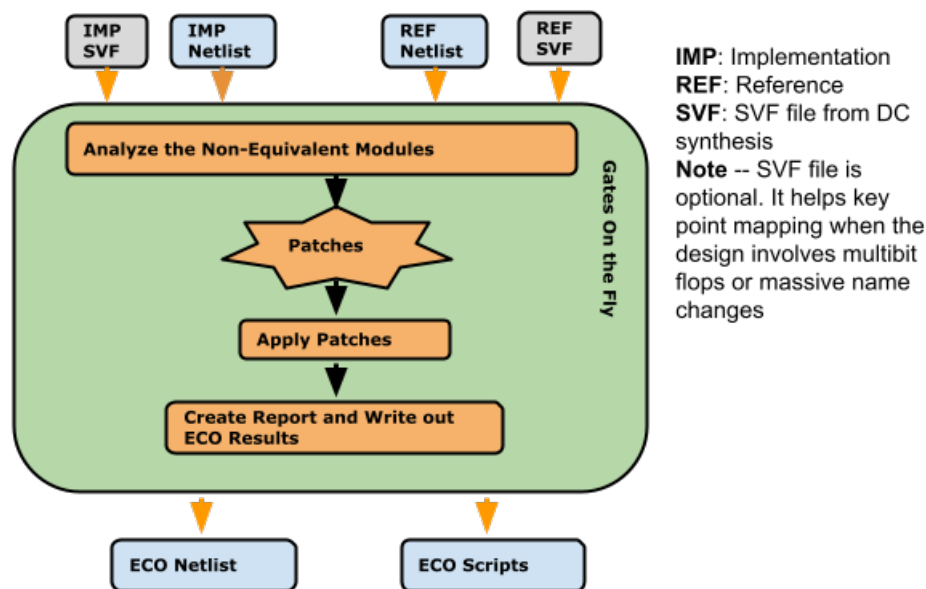 IMP
SVF
IMP
Netlist
REF
Netlist
REF
SVF
Analyze the Non-Equivalent Modules
Patches
Apply Patches
Create Report and Write out
ECO Results
Gates On the Fly
ECO Netlist
ECO Scripts
IMP: Implementation
REF: Reference
SVF: SVF file from DC
synthesis
Note -- SVF file is
optional. It helps key
point mapping when the
design involves multibit
flops or massive name
changes